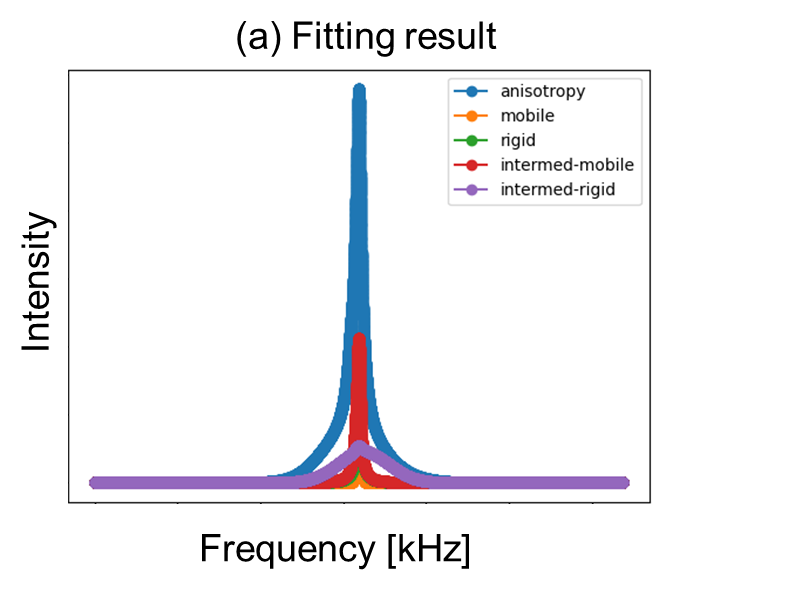 (a) Fitting result
anisotropy
mobile
rigid
intermed-mobile
intermed-rigid
Intensity
Frequency [kHz]